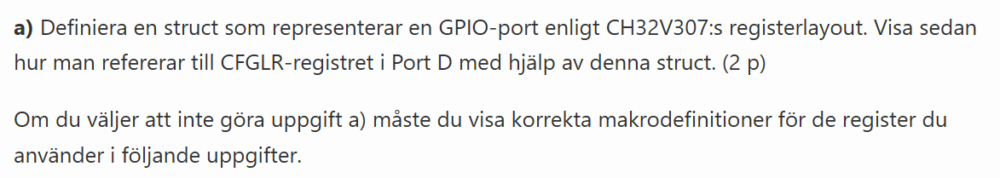 a) Definiera en struct som representerar en GPIO-port enligt CH32V307:s registerlayout. Visa sedan
hur man refererar till CFGLR-registret i Port D med hjälp av denna struct. (2 p)
Om du väljer att inte göra uppgift a) måste du visa korrekta makrodefinitioner för de register du
använder i följande uppgifter.